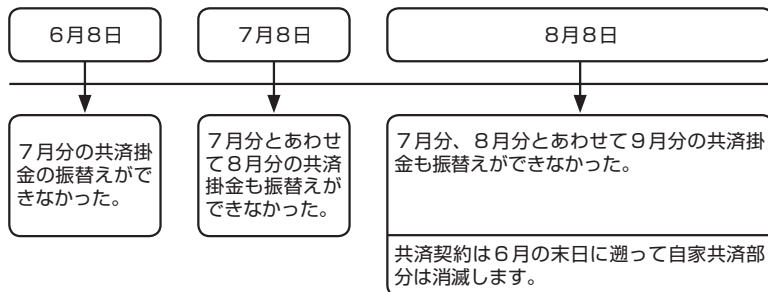 6月8日
7月8日
8月8日
7月分の共済掛
金の振替えがで
きなかった。
7月分とあわせ
て8月分の共済
掛金も振替えが
できなかった。
7月分、8月分とあわせて9月分の共済掛
金も振替えができなかった。
共済契約は6月の末日に遡って自家共済部
分は消滅します。